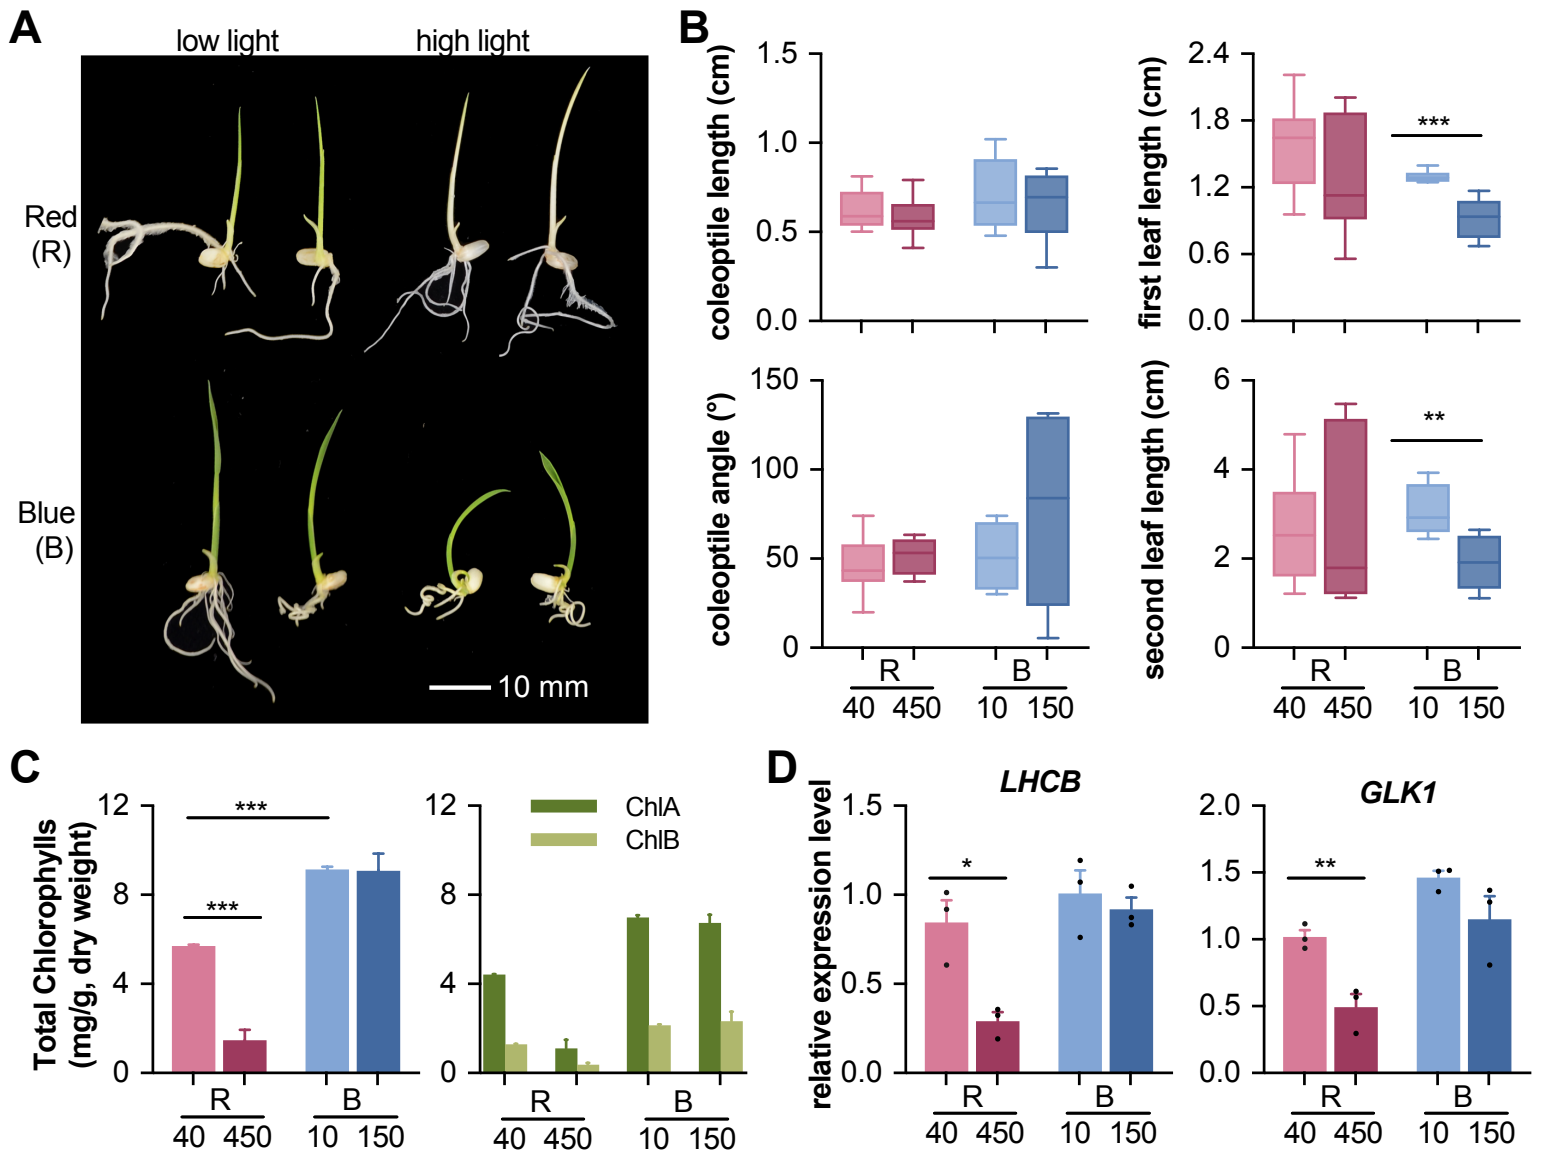 A
low light
high light
Red
(R)
Blue
(B)
10 mm
B
coleoptile length (cm)
1.5
1.0
0.5
0.0
first leaf length (cm)
2.4
1.8
1.2
0.6
0.0
***
coleoptile angle (°)
150
100
50
0
R
B
40
450
10
150
second leaf length (cm)
6
4
2
0
**
R
B
40
450
10
150
C
Total Chlorophylls
(mg/g, dry weight)
12
8
4
0
***
***
R
B
40
450
10
150
12
8
4
0
ChlA
ChlB
R
B
40
450
10
150
D
relative expression level
LHCB
1.5
1.0
0.5
0.0
*
R
B
40
450
10
150
GLK1
2.0
1.5
1.0
0.5
0.0
**
R
B
40
450
10
150